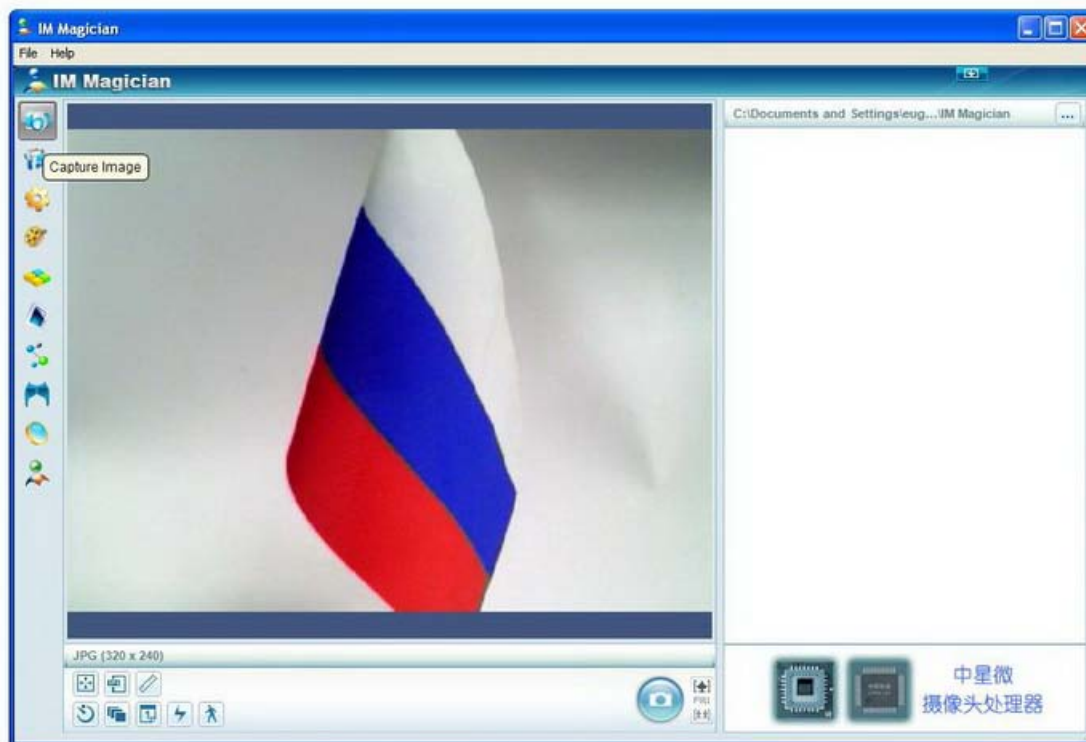 IM Magician
File Help
IM Magician
C:\Documents and Settings\eug...\IM Magician ...
Capture Image
JPG (320 x 240)
中星微
摄像头处理器